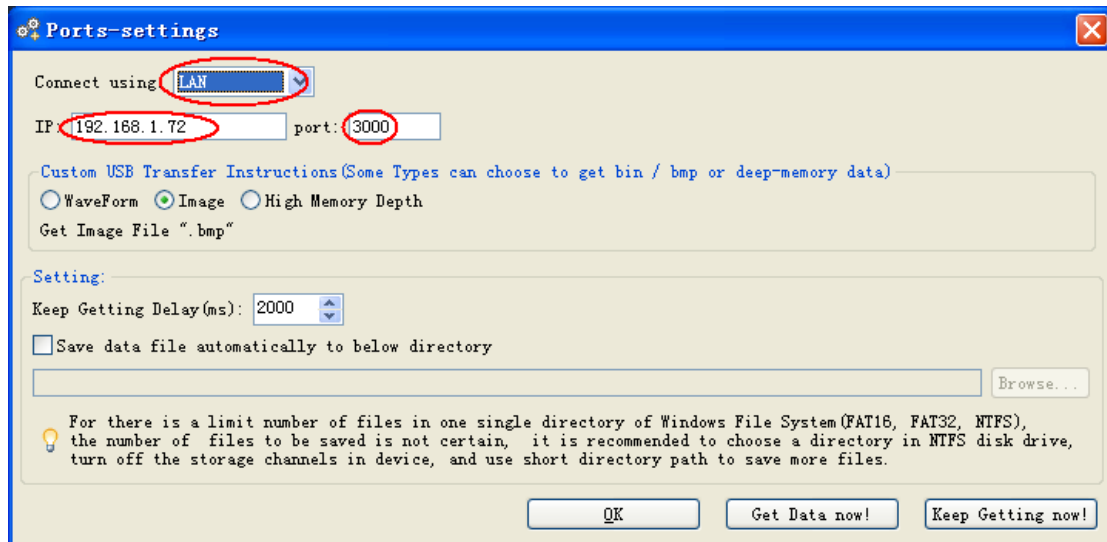 Ports-settings
Connect using: LAN
IP: 192.168.1.72 port: 3000
Custom USB Transfer Instructions(Some Types can choose to get bin / bmp or deep-memory data)
WaveForm Image High Memory Depth
Get Image File ".bmp"
Setting:
Keep Getting Delay(ms): 2000
Save data file automatically to below directory
Browse...
For there is a limit number of files in one single directory of Windows File System(FAT16, FAT32, NTFS),
the number of files to be saved is not certain, it is recommended to choose a directory in NTFS disk drive,
turn off the storage channels in device, and use short directory path to save more files.
OK Get Data now! Keep Getting now!